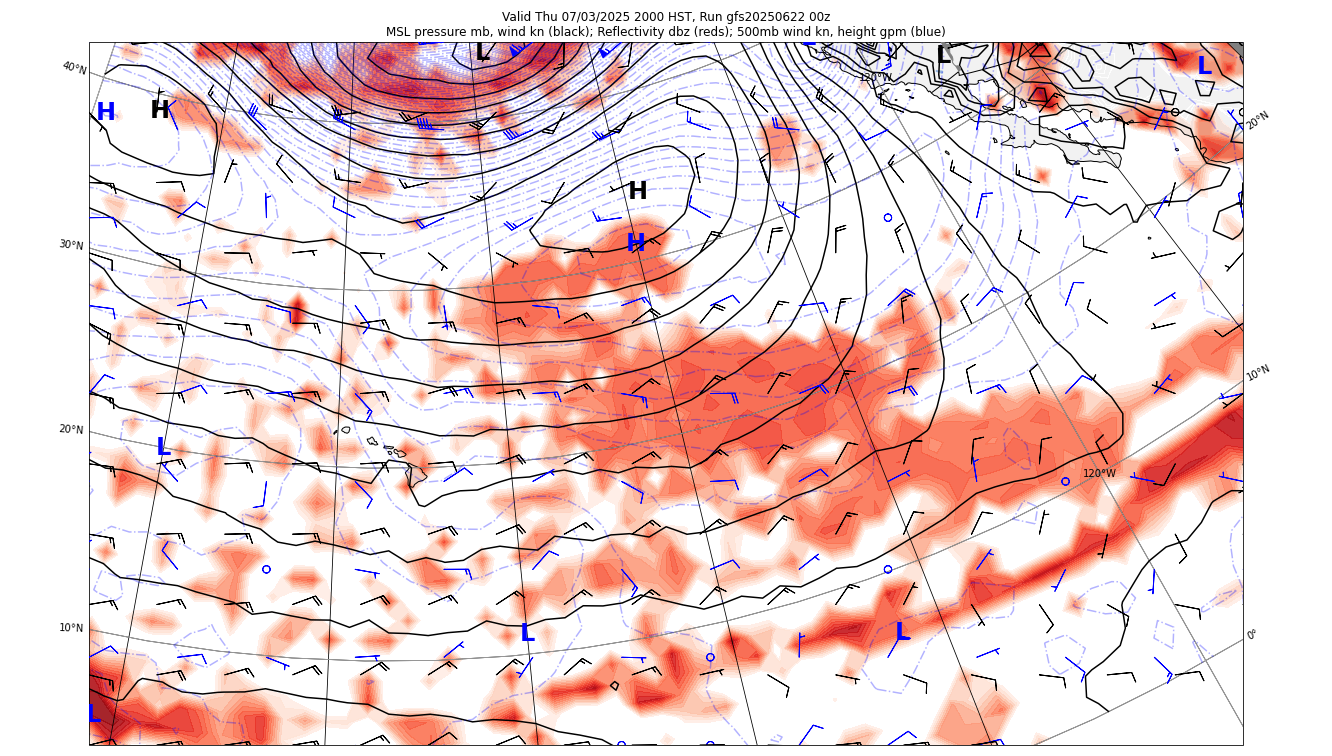 Valid Thu 07/03/2025 2000 HST, Run gfs20250622 00z
MSL pressure mb, wind kn (black); Reflectivity dbz (reds); 500mb wind kn, height gpm (blue)
L
L
L
40°N
120°W
H
H
20°N
H
H
30°N
10°N
20°N
L
120°W
10°N
L
L
0°
L